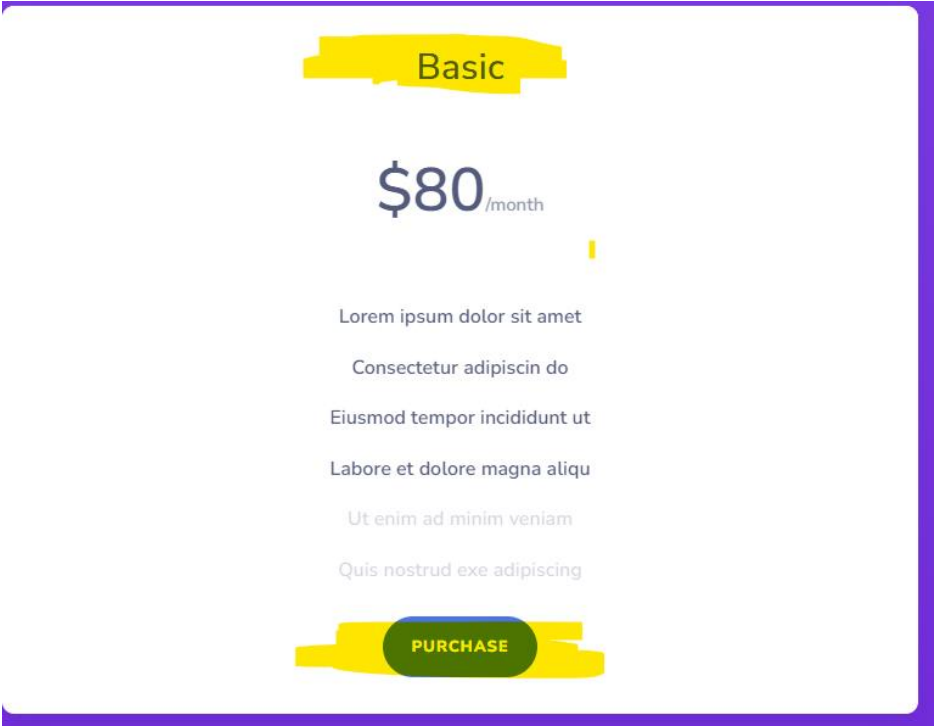 Basic
$80/month
Lorem ipsum dolor sit amet
Consectetur adipiscin do
Eiusmod tempor incididunt ut
Labore et dolore magna aliqu
Ut enim ad minim veniam
Quis nostrud exe adipiscing
PURCHASE